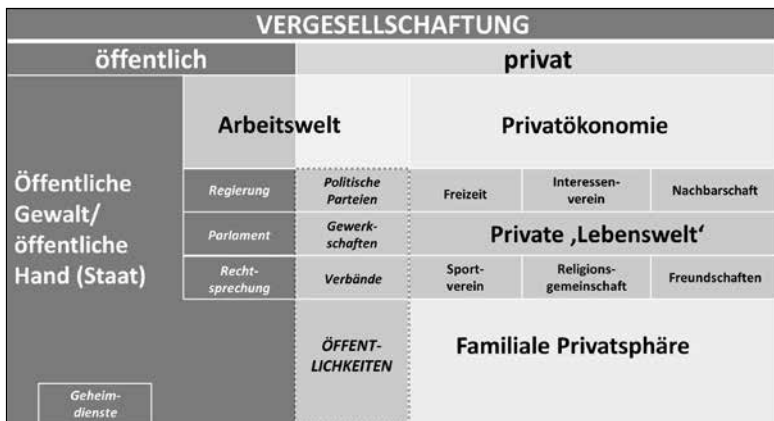 VERGESELLSCHAFTUNG
öffentlich
privat
Arbeitswelt
Privatökonomie
Öffentliche
Gewalt/
öffentliche
Hand (Staat)
Regierung
Politische
Parteien
Freizeit
Interessen-
verein
Nachbarschaft
Parlament
Gewerk-
schaften
Private ‚Lebenswelt‘
Recht-
sprechung
Verbände
Sport-
verein
Religions-
gemeinschaft
Freundschaften
ÖFFENT-
LICHKEITEN
Familiale Privatsphäre
Geheim-
dienste